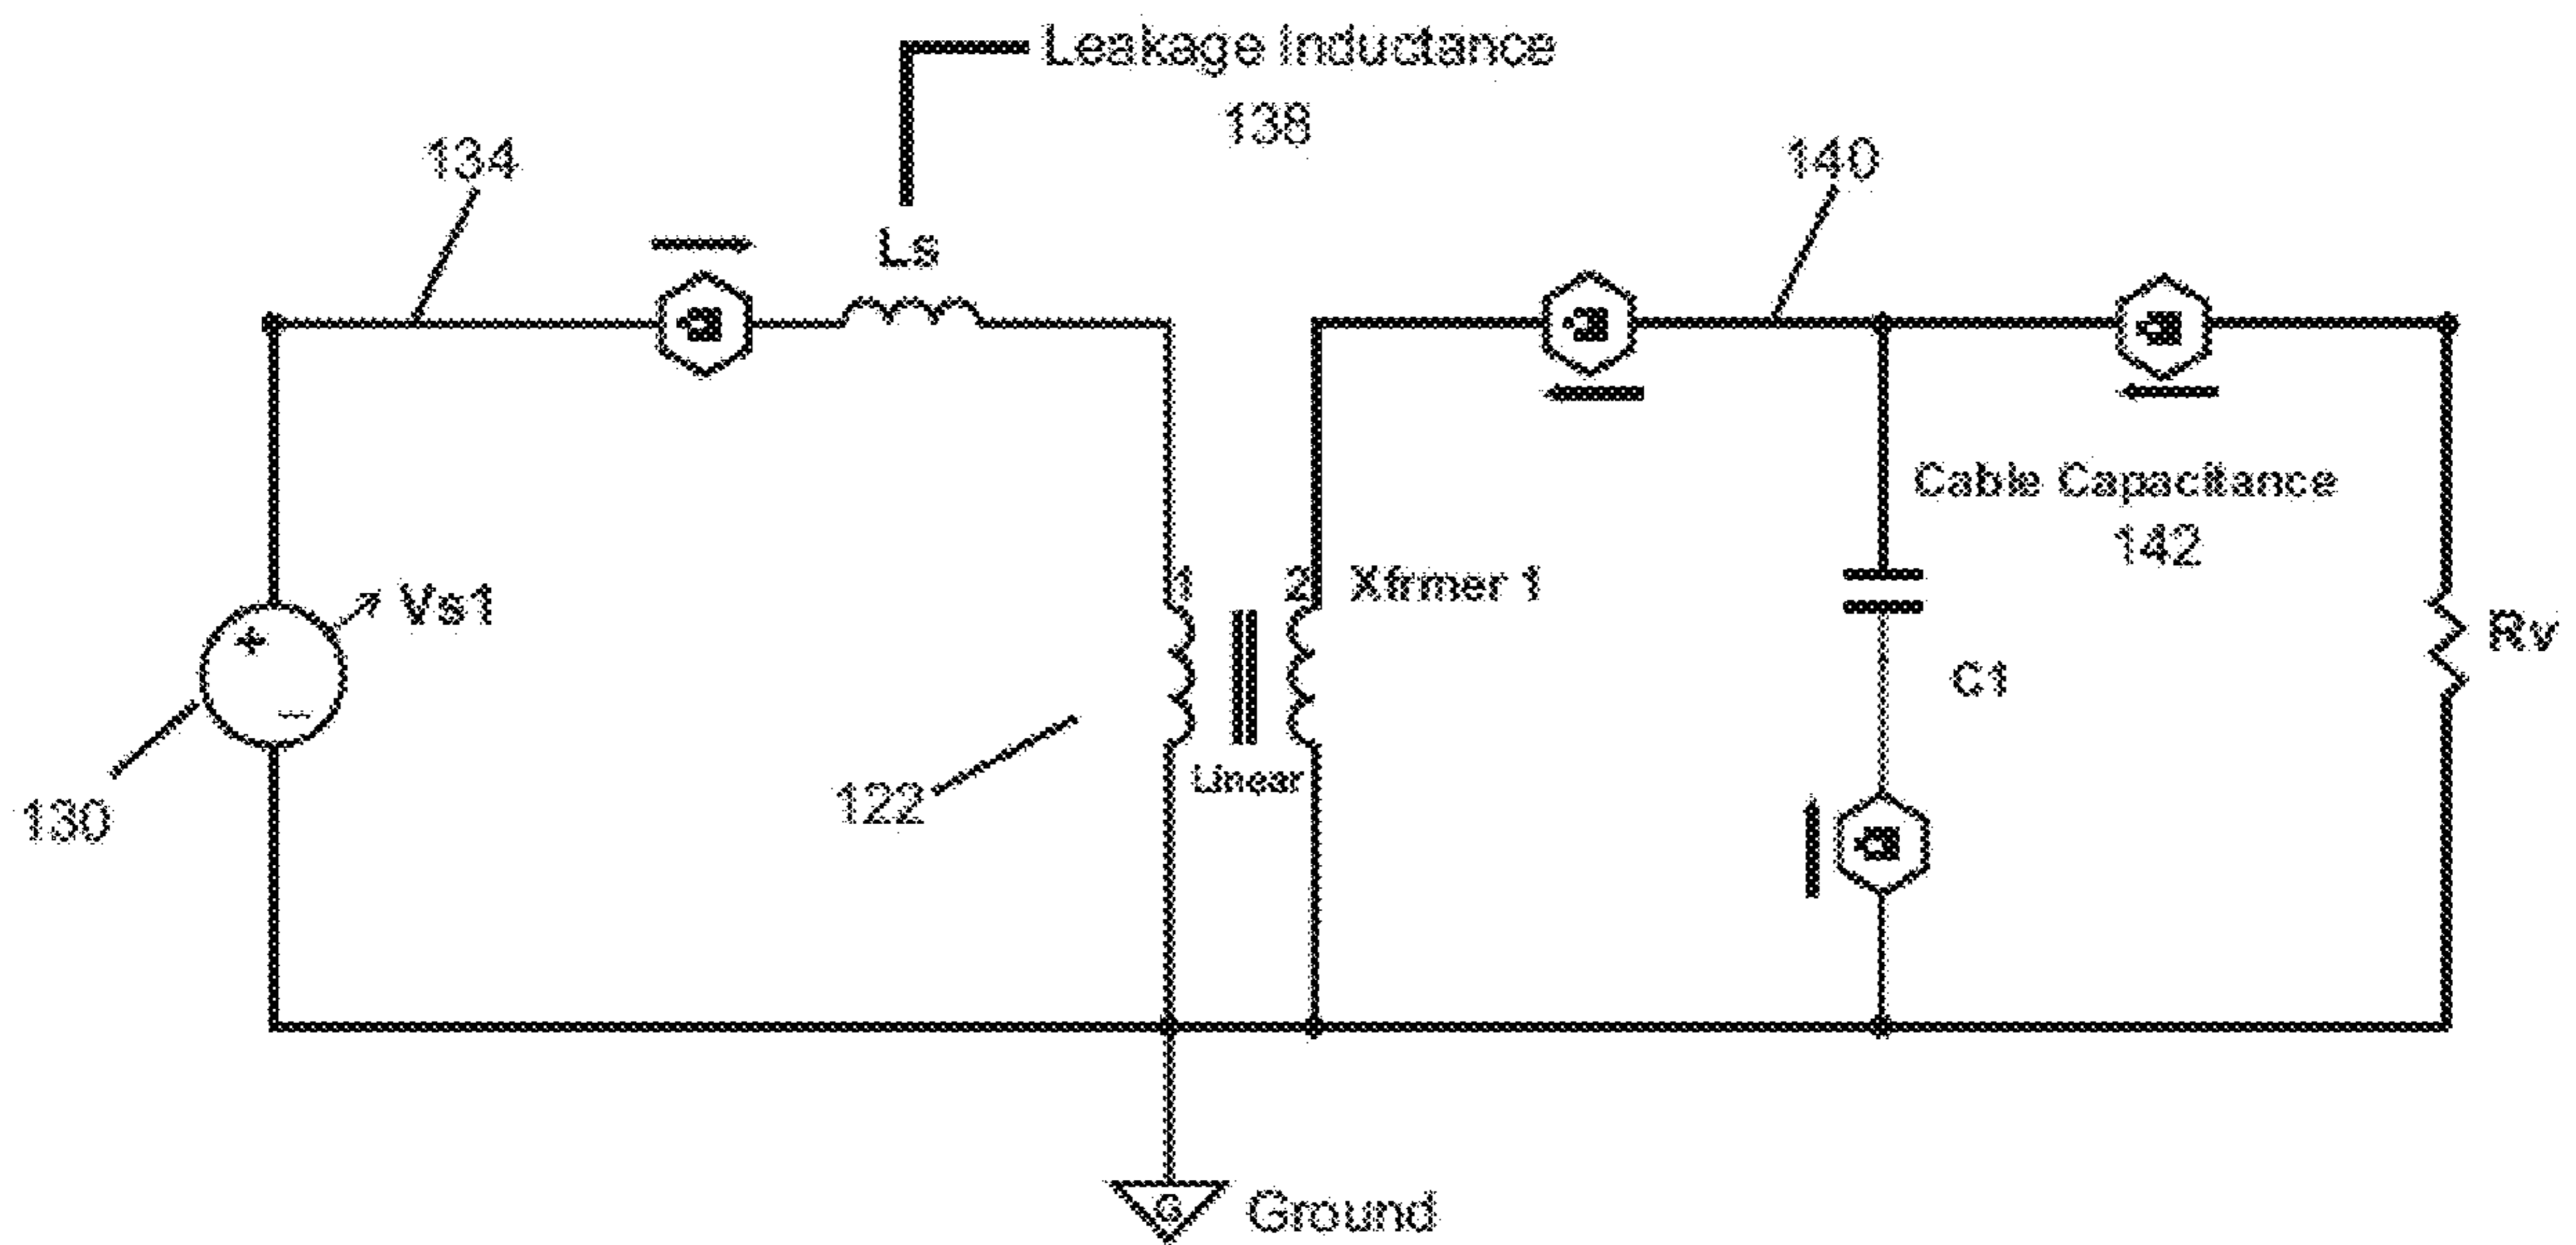 Leakage Inductance
138
134
140
Ls
Cable Capacitance
142
1
2
Xfrmer 1
Vs1
+
Rv
C1
–
Linear
122
130
G
Ground